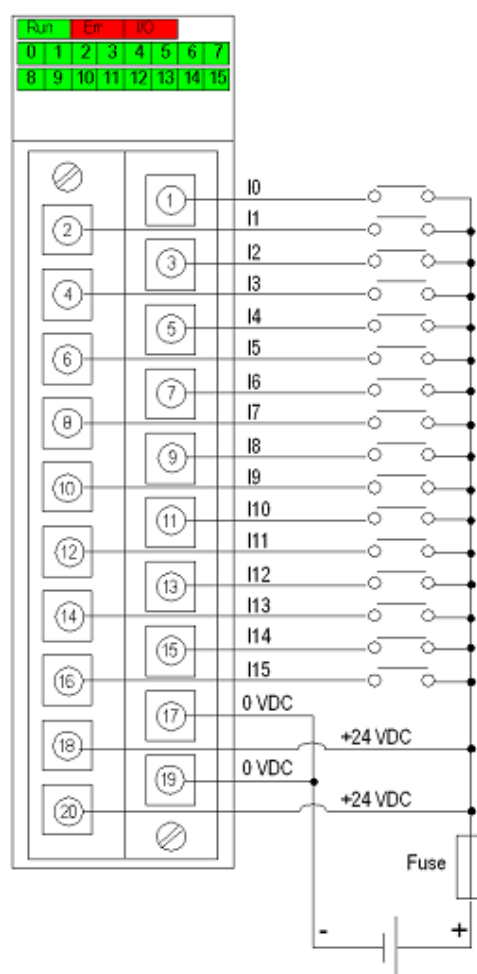 Run Err I/O
0 1 2 3 4 5 6 7
8 9 10 11 12 13 14 15
1 I0
2 I1
3 I2
4 I3
5 I4
6 I5
7 I6
8 I7
9 I8
10 I9
11 I10
12 I11
13 I12
14 I13
15 I14
16 I15
17 0 VDC
18 +24 VDC
19 0 VDC
20 +24 VDC
Fuse
- +